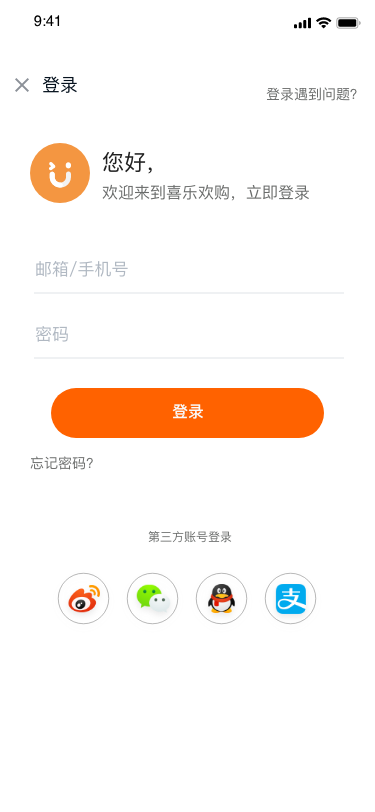 9:41
登录
登录遇到问题?
您好，
欢迎来到喜乐欢购，立即登录
邮箱/手机号
密码
登录
忘记密码?
第三方账号登录
支